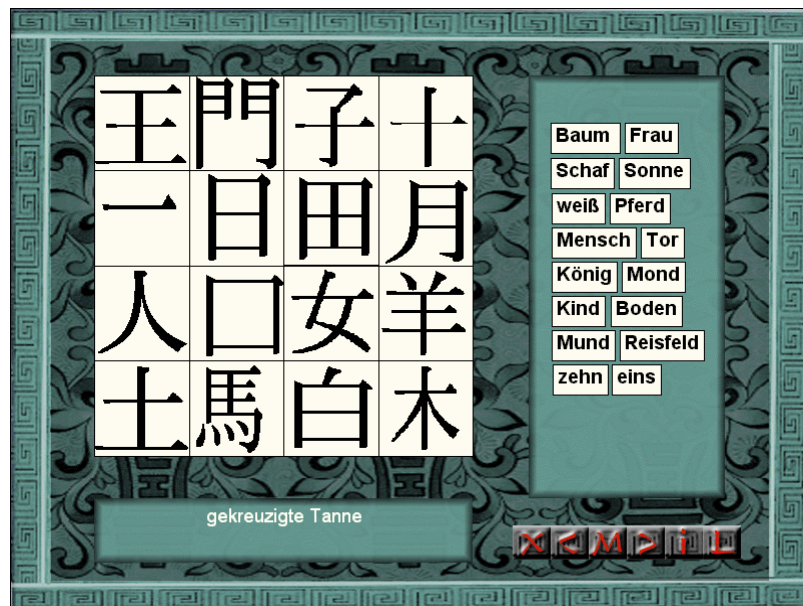 王 門 子 十
一 日 田 月
人 口 女 羊
土 馬 白 木
Baum Frau
Schaf Sonne
weiß Pferd
Mensch Tor
König Mond
Kind Boden
Mund Reisfeld
zehn eins
gekreuzigte Tanne
X < M > i L